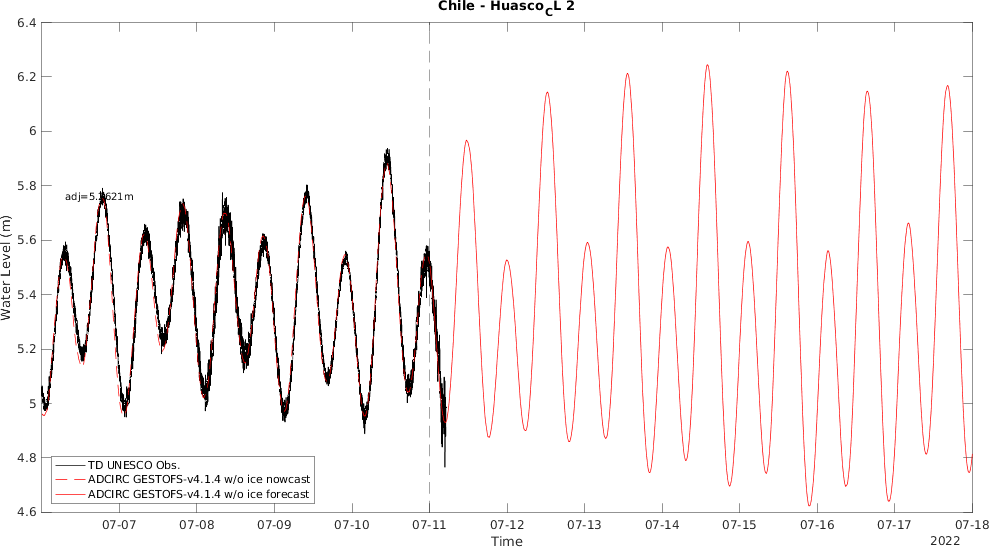 Chile - Huasco_CL 2
6.4
6.2
6
5.8
5.6
5.4
5.2
5
4.8
4.6
Water Level (m)
TD UNESCO Obs.
ADCIRC GESTOFS-v4.1.4 w/o ice nowcast
ADCIRC GESTOFS-v4.1.4 w/o ice forecast
07-07 07-08 07-09 07-10 07-11 07-12 07-13 07-14 07-15 07-16 07-17 07-18
Time
2022